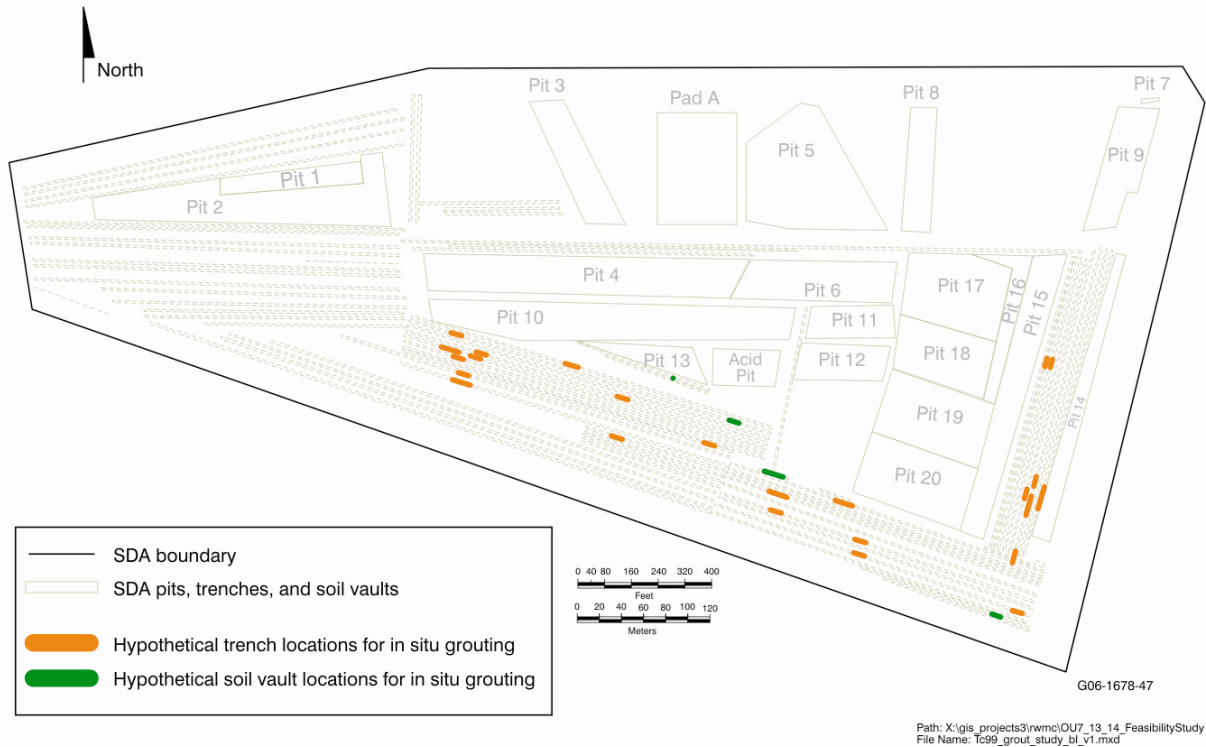 North
Pit 3
Pad A
Pit 5
Pit 8
Pit 7
Pit 9
Pit 1
Pit 2
Pit 4
Pit 6
Pit 17
Pit 16
Pit 15
Pit 10
Pit 11
Pit 13
Acid
Pit
Pit 12
Pit 18
Pit 14
Pit 19
Pit 20
SDA boundary
SDA pits, trenches, and soil vaults
Hypothetical trench locations for in situ grouting
Hypothetical soil vault locations for in situ grouting
0 40 80 160 240 320 400
Feet
0 20 40 60 80 100 120
Meters
G06-1678-47
Path: X:\gis_projects3\rwmc\OU7_13_14_FeasibilityStudy
File Name: Tc99_grout_study_bl_v1.mxd